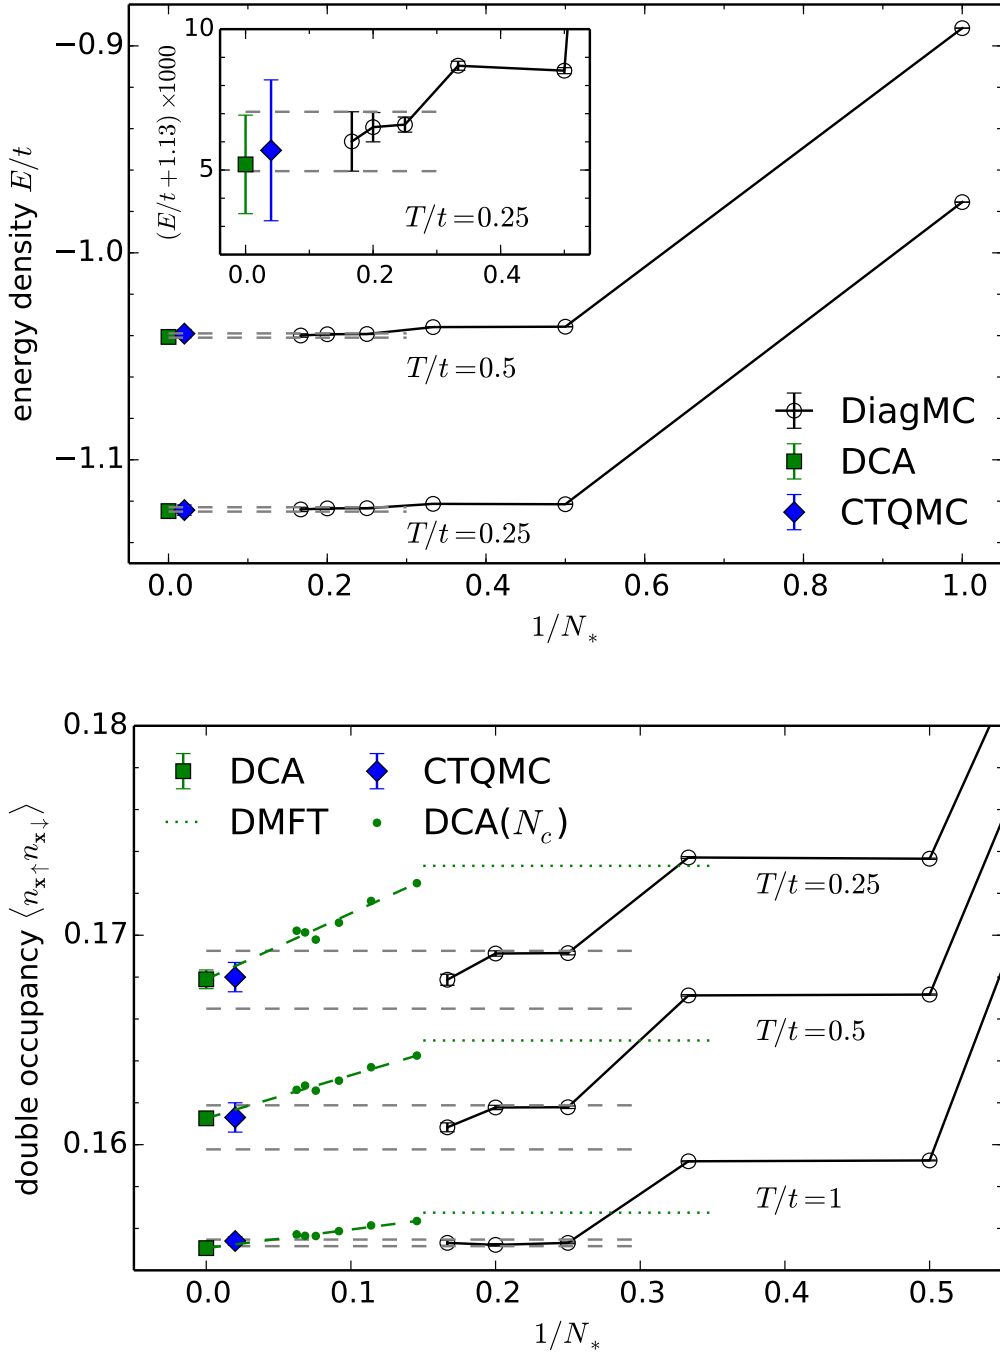 −0.9
−1.0
−1.1
energy density E/t
10
5
(E/t+1.13)×1000
T/t=0.25
0.0 0.2 0.4
T/t=0.5
T/t=0.25
DiagMC
DCA
CTQMC
0.0 0.2 0.4 0.6 0.8 1.0
1/N*
0.18
0.17
0.16
double occupancy ⟨n_x↑ n_x↓⟩
DCA CTQMC
DMFT DCA(N_c)
T/t=0.25
T/t=0.5
T/t=1
0.0 0.1 0.2 0.3 0.4 0.5
1/N*